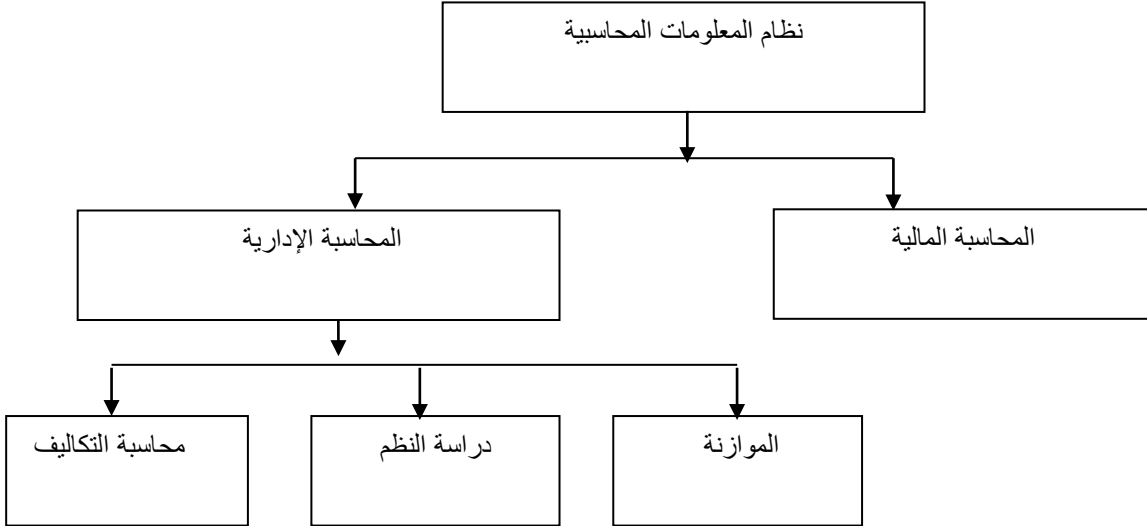 نظام المعلومات المحاسبية
المحاسبة المالية
المحاسبة الإدارية
الموازنة
دراسة النظم
محاسبة التكاليف